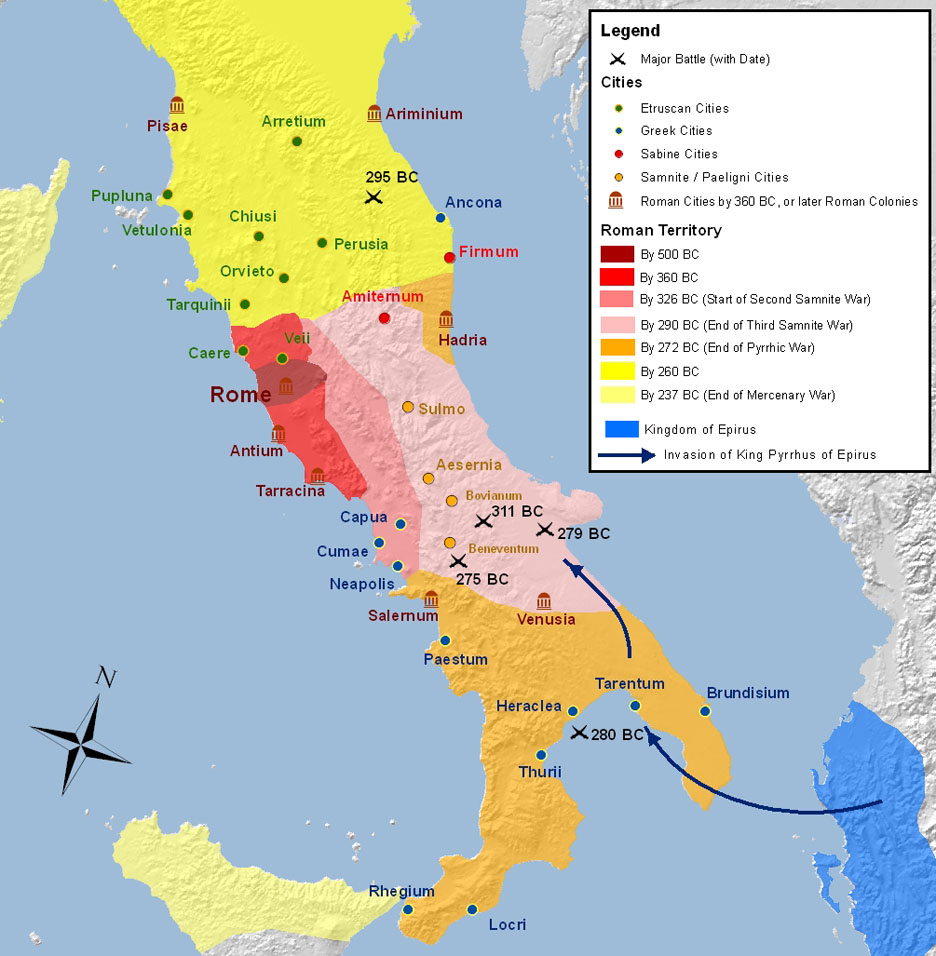 Legend
Major Battle (with Date)
Cities
Etruscan Cities
Greek Cities
Sabine Cities
Samnite / Paeligni Cities
Roman Cities by 360 BC, or later Roman Colonies
Roman Territory
By 500 BC
By 360 BC
By 326 BC (Start of Second Samnite War)
By 290 BC (End of Third Samnite War)
By 272 BC (End of Pyrrhic War)
By 260 BC
By 237 BC (End of Mercenary War)
Kingdom of Epirus
Invasion of King Pyrrhus of Epirus
Pisae
Arretium
Ariminium
295 BC
Pupluna
Vetulonia
Chiusi
Perusia
Ancona
Firmum
Orvieto
Tarquinii
Amiternum
Hadria
Veii
Caere
Rome
Sulmo
Antium
Tarracina
Aesernia
Bovianum
311 BC
279 BC
Capua
Cumae
Beneventum
275 BC
Neapolis
Salernum
Venusia
Paestum
N
Tarentum
Brundisium
Heraclea
280 BC
Thurii
Rhegium
Locri